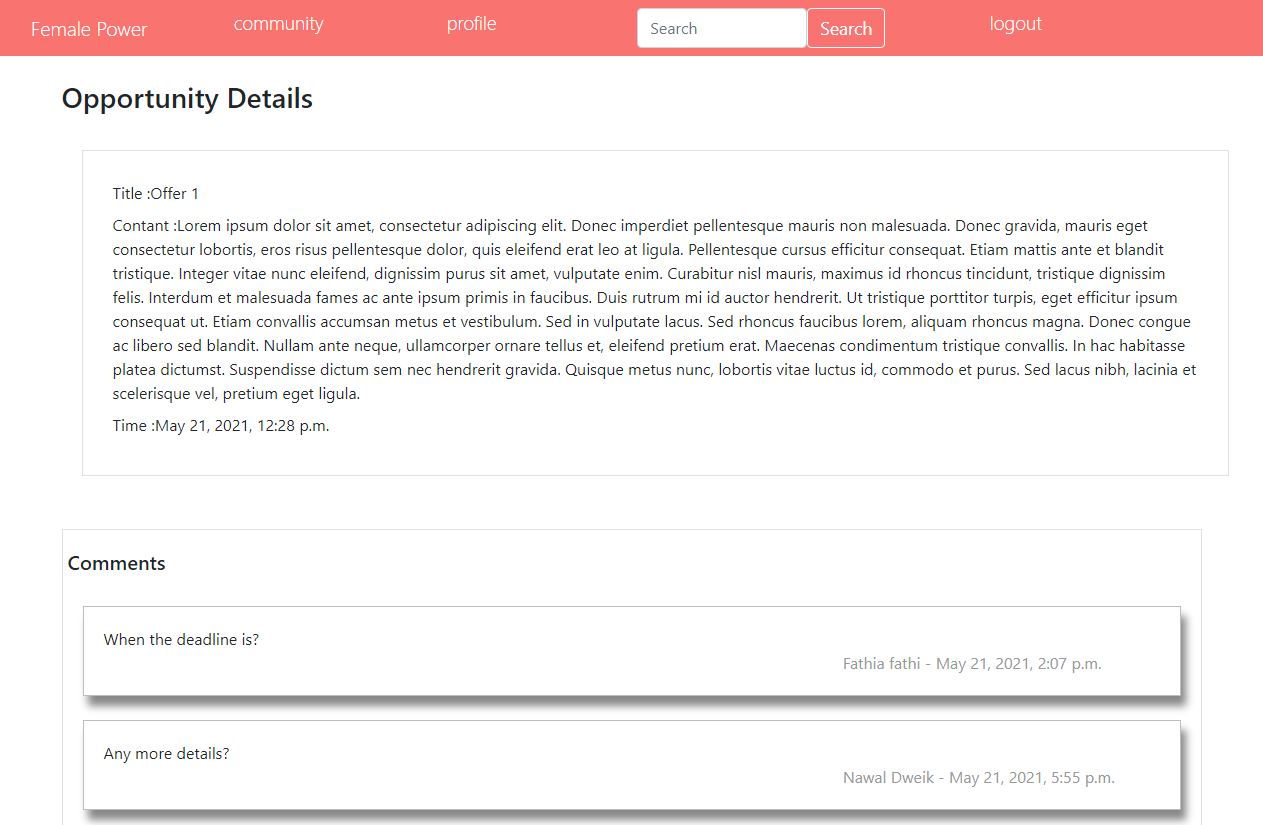 Female Power
community
profile
Search
Search
logout
Opportunity Details
Title :Offer 1
Contant :Lorem ipsum dolor sit amet, consectetur adipiscing elit. Donec imperdiet pellentesque mauris non malesuada. Donec gravida, mauris eget
consectetur lobortis, eros risus pellentesque dolor, quis eleifend erat leo at ligula. Pellentesque cursus efficitur consequat. Etiam mattis ante et blandit
tristique. Integer vitae nunc eleifend, dignissim purus sit amet, vulputate enim. Curabitur nisl mauris, maximus id rhoncus tincidunt, tristique dignissim
felis. Interdum et malesuada fames ac ante ipsum primis in faucibus. Duis rutrum mi id auctor hendrerit. Ut tristique porttitor turpis, eget efficitur ipsum
consequat ut. Etiam convallis accumsan metus et vestibulum. Sed in vulputate lacus. Sed rhoncus faucibus lorem, aliquam rhoncus magna. Donec congue
ac libero sed blandit. Nullam ante neque, ullamcorper ornare tellus et, eleifend pretium erat. Maecenas condimentum tristique convallis. In hac habitasse
platea dictumst. Suspendisse dictum sem nec hendrerit gravida. Quisque metus nunc, lobortis vitae luctus id, commodo et purus. Sed lacus nibh, lacinia et
scelerisque vel, pretium eget ligula.
Time :May 21, 2021, 12:28 p.m.
Comments
When the deadline is?
Fathia fathi - May 21, 2021, 2:07 p.m.
Any more details?
Nawal Dweik - May 21, 2021, 5:55 p.m.